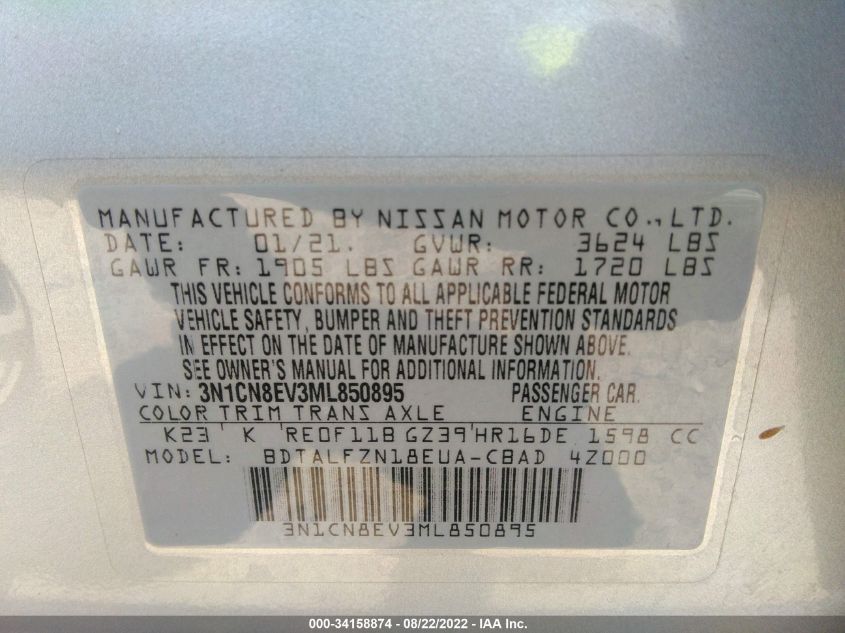 MANUFACTURED BY NISSAN MOTOR CO., LTD.
DATE: 01/21. GVWR: 3624 LBS
GAWR FR: 1905 LBS GAWR RR: 1720 LBS
THIS VEHICLE CONFORMS TO ALL APPLICABLE FEDERAL MOTOR
VEHICLE SAFETY, BUMPER AND THEFT PREVENTION STANDARDS
IN EFFECT ON THE DATE OF MANUFACTURE SHOWN ABOVE.
SEE OWNER'S MANUAL FOR ADDITIONAL INFORMATION.
VIN: 3N1CN8EV3ML850895 PASSENGER CAR.
COLOR TRIM TRANS AXLE ENGINE
K23 K RE0F11B GZ39 HR16DE 1598 CC
MODEL: BDTALFZN18EUA-CBAD 4Z000
3N1CN8EV3ML850895
000-34158874 - 08/22/2022 - IAA Inc.